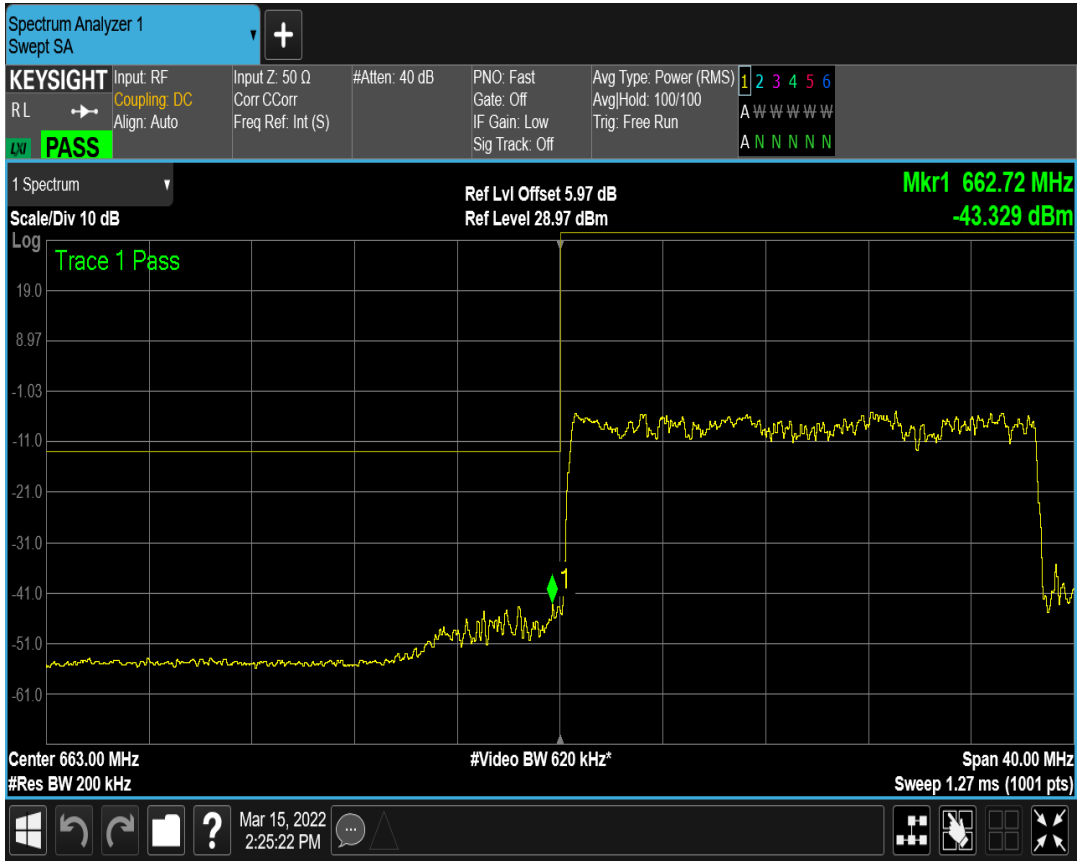 Spectrum Analyzer 1
Swept SA
KEYSIGHT
R L
LXI PASS
Input: RF
Coupling: DC
Align: Auto
Input Z: 50 Ω
Corr CCorr
Freq Ref: Int (S)
#Atten: 40 dB
PNO: Fast
Gate: Off
IF Gain: Low
Sig Track: Off
Avg Type: Power (RMS)
Avg|Hold: 100/100
Trig: Free Run
1 2 3 4 5 6
A W W W W W
A N N N N N
1 Spectrum
Scale/Div 10 dB
Ref Lvl Offset 5.97 dB
Ref Level 28.97 dBm
Mkr1 662.72 MHz
-43.329 dBm
Log
Trace 1 Pass
19.0
8.97
-1.03
-11.0
-21.0
-31.0
-41.0
-51.0
-61.0
1
Center 663.00 MHz
#Res BW 200 kHz
#Video BW 620 kHz*
Span 40.00 MHz
Sweep 1.27 ms (1001 pts)
?
Mar 15, 2022
2:25:22 PM